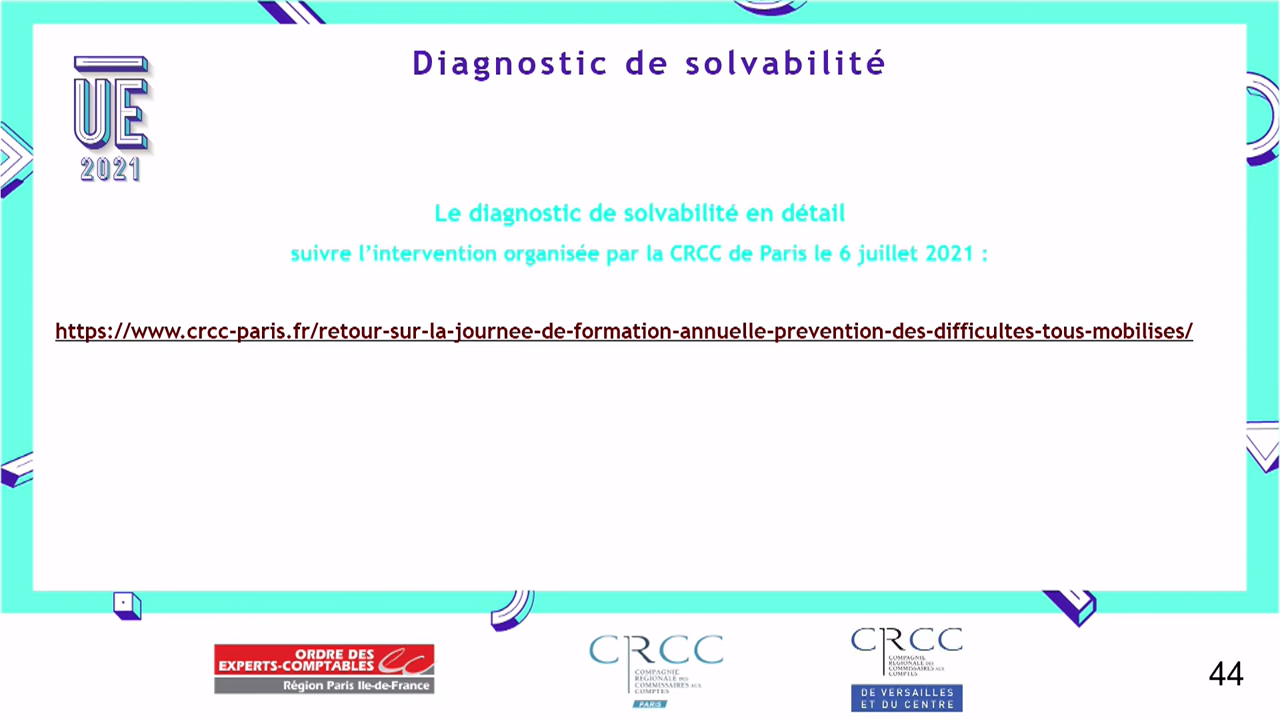 Diagnostic de solvabilité
UE
2021
Le diagnostic de solvabilité en détail
suivre l’intervention organisée par la CRCC de Paris le 6 juillet 2021 :
https://www.crcc-paris.fr/retour-sur-la-journee-de-formation-annuelle-prevention-des-difficultes-tous-mobilises/
ORDRE DES
EXPERTS-COMPTABLES
Région Paris Ile-de-France
CRCC
COMPAGNIE
RÉGIONALE DES
COMMISSAIRES AUX
COMPTES
PARIS
CRCC
COMPAGNIE
RÉGIONALE DES
COMMISSAIRES AUX
COMPTES
DE VERSAILLES
ET DU CENTRE
44